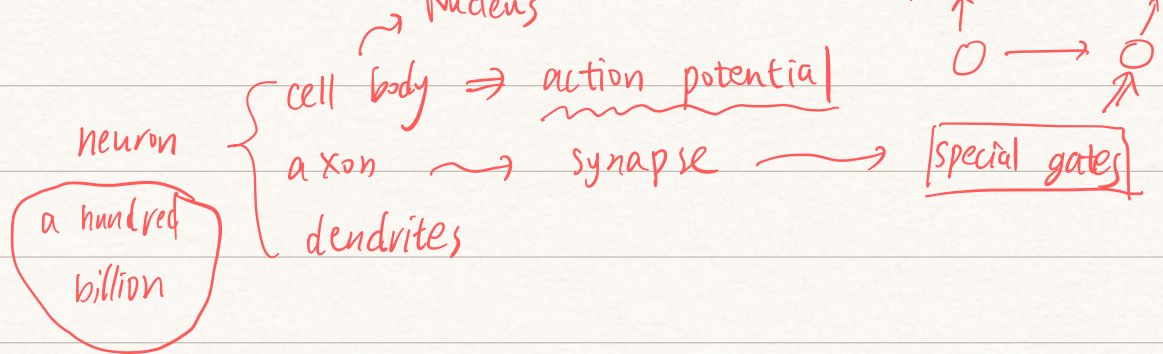 Nucleus
cell body ⇒ action potential
neuron
axon → synapse → special gates
a hundred
dendrites
billion